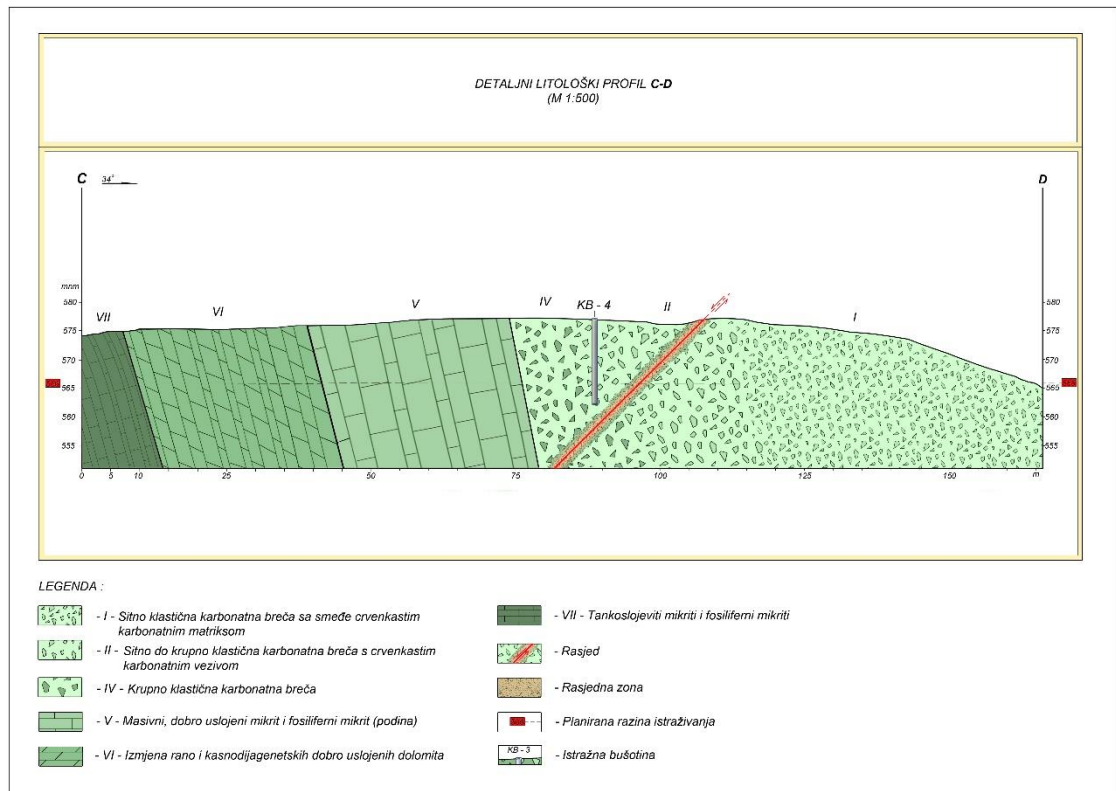 DETALJNI LITOLOŠKI PROFIL C-D
(M 1:500)
C 34°
D
mnm
580
575
570
565
560
555
580
575
570
565
560
555
VII
VI
V
IV
KB - 4
II
I
0 5 10 25 50 75 100 125 150 m
LEGENDA :
- I - Sitno klastična karbonatna breča sa smeđe crvenkastim
karbonatnim matriksom
- II - Sitno do krupno klastična karbonatna breča s crvenkastim
karbonatnim vezivom
- IV - Krupno klastična karbonatna breča
- V - Masivni, dobro uslojeni mikrit i fosiliferni mikrit (podina)
- VI - Izmjena rano i kasnodijagenetskih dobro uslojenih dolomita
- VII - Tankoslojeviti mikriti i fosiliferni mikriti
- Rasjed
- Rasjedna zona
- Planirana razina istraživanja
KB - 3
- Istražna bušotina